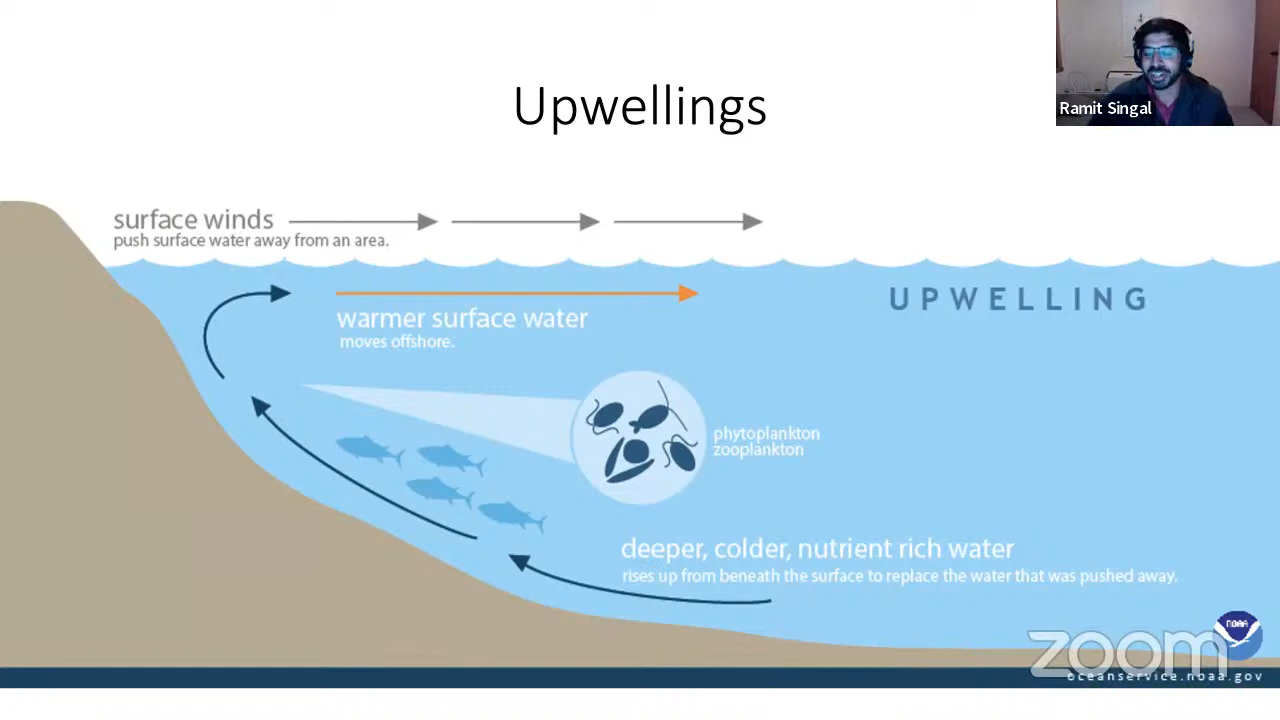 Ramit Singal
Upwellings
surface winds
push surface water away from an area.
UPWELLING
warmer surface water
moves offshore.
phytoplankton
zooplankton
deeper, colder, nutrient rich water
rises up from beneath the surface to replace the water that was pushed away.
NOAA
zoom
oceanservice.noaa.gov